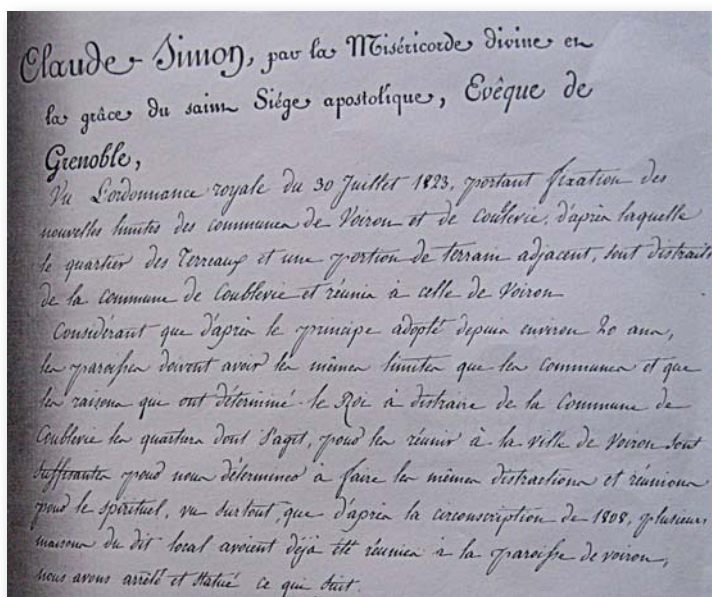 Claude-Simon, par la Miséricorde divine en
la grâce du saint Siége apostolique, Evêque de
Grenoble,
Vu L'ordonnance royale du 30 Juillet 1823, portant fixation des
nouvelles limites des communes de Voiron et de Coublevie, d'après laquelle
le quartier des Terreaux et une portion de terrain adjacent, sont distraits
de la commune de Coublevie et réunis à celle de Voiron
Considérant que d'après le principe adopté depuis environ 20 ans,
les paroisses doivent avoir les mêmes limites que les communes et que
les raisons qui ont déterminé le Roi à distraire de la Commune de
Coublevie les quartiers dont s'agit, pour les réunir à la ville de Voiron sont
suffisantes pour nous déterminer à faire les mêmes distractions et réunions
pour le spirituel, vu surtout, que d'après la circonscription de 1808, plusieurs
maisons du dit local avoient déjà été réunies à la paroisse de voiron,
nous avons arrêté et statué ce qui suit.